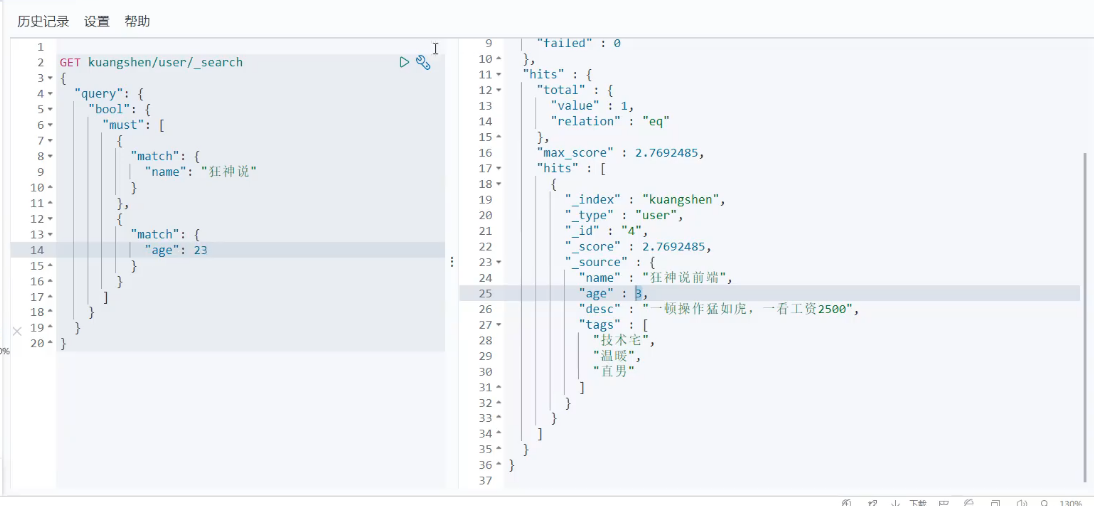 历史记录 设置 帮助
1
2 GET kuangshen/user/_search
3 {
4 "query": {
5 "bool": {
6 "must": [
7 {
8 "match": {
9 "name": "狂神说"
10 }
11 },
12 {
13 "match": {
14 "age": 23
15 }
16 }
17 ]
18 }
19 }
20 }
0%
9 "failed" : 0
10 },
11 "hits" : {
12 "total" : {
13 "value" : 1,
14 "relation" : "eq"
15 },
16 "max_score" : 2.7692485,
17 "hits" : [
18 {
19 "_index" : "kuangshen",
20 "_type" : "user",
21 "_id" : "4",
22 "_score" : 2.7692485,
23 "_source" : {
24 "name" : "狂神说前端",
25 "age" : 3,
26 "desc" : "一顿操作猛如虎，一看工资2500",
27 "tags" : [
28 "技术宅",
29 "温暖",
30 "直男"
31 ]
32 }
33 }
34 ]
35 }
36 }
37
下载 130%